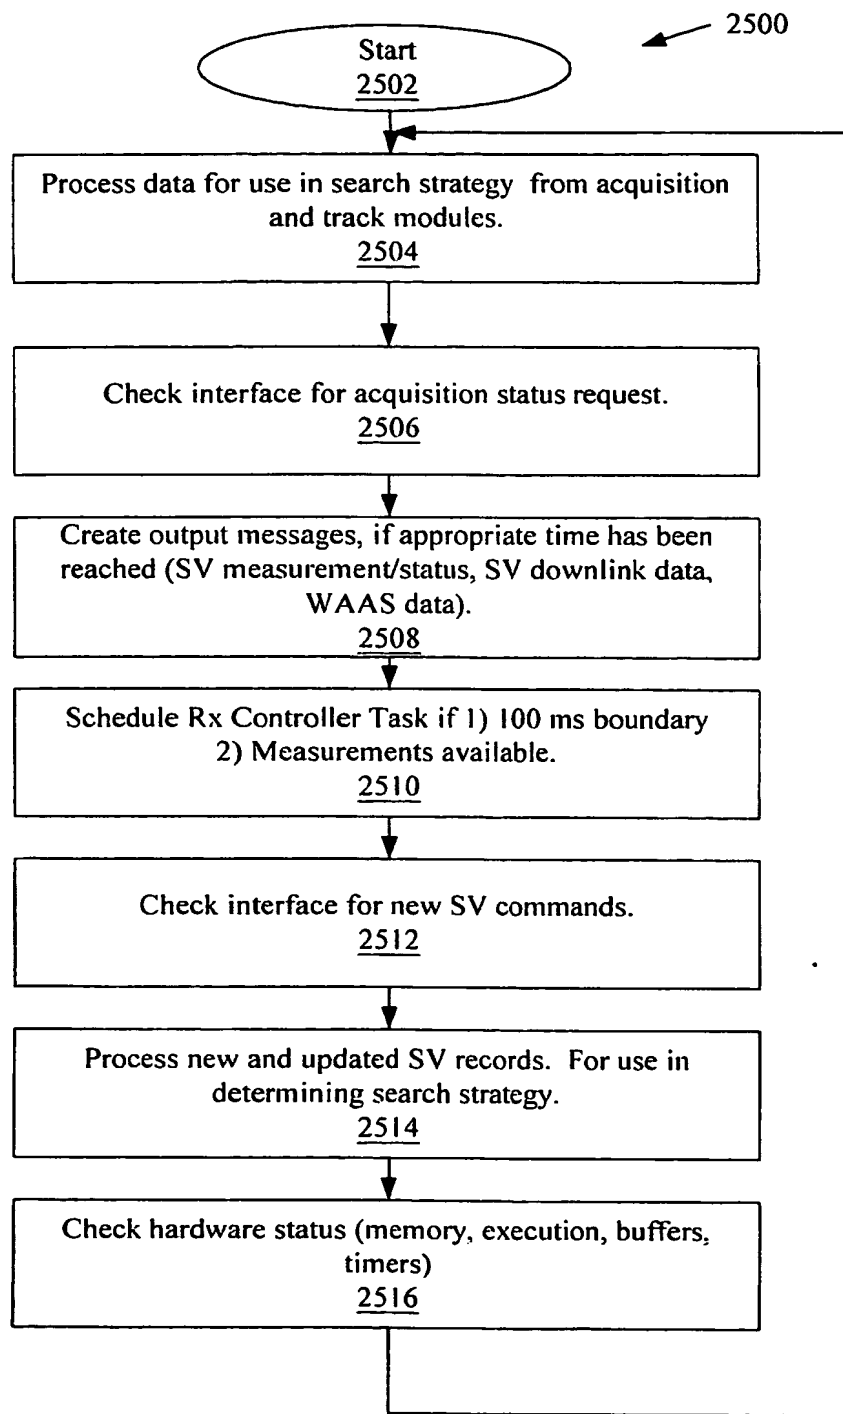 2500
Start
2502
Process data for use in search strategy from acquisition
and track modules.
2504
Check interface for acquisition status request.
2506
Create output messages, if appropriate time has been
reached (SV measurement/status, SV downlink data,
WAAS data).
2508
Schedule Rx Controller Task if 1) 100 ms boundary
2) Measurements available.
2510
Check interface for new SV commands.
2512
Process new and updated SV records. For use in
determining search strategy.
2514
Check hardware status (memory, execution, buffers,
timers)
2516